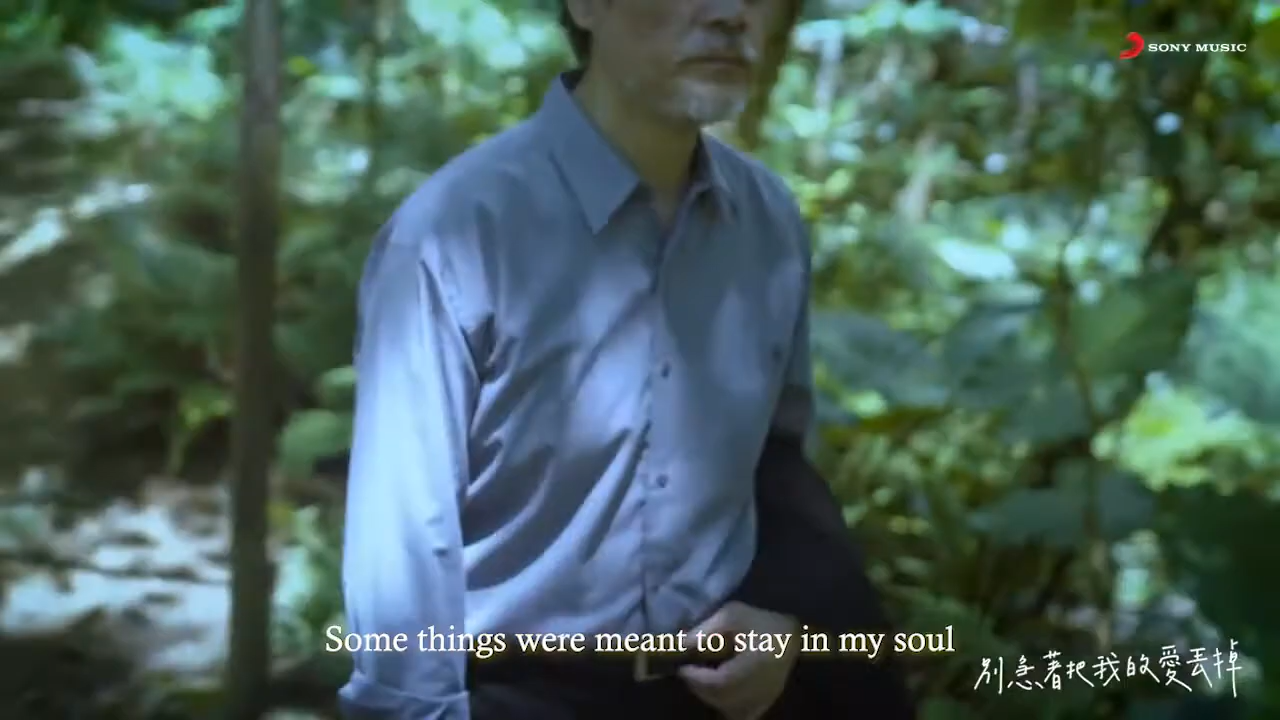 SONY MUSIC
Some things were meant to stay in my soul
別急著把我的愛丟掉